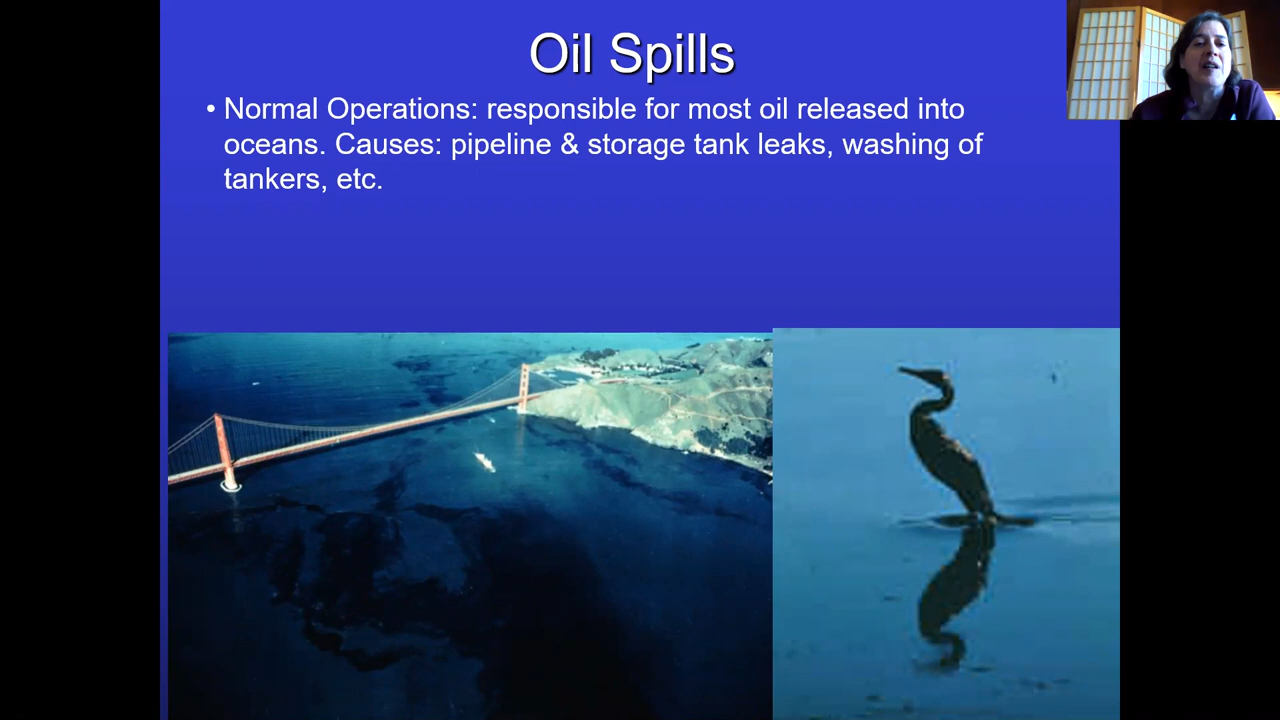 Oil Spills
• Normal Operations: responsible for most oil released into
oceans. Causes: pipeline & storage tank leaks, washing of
tankers, etc.